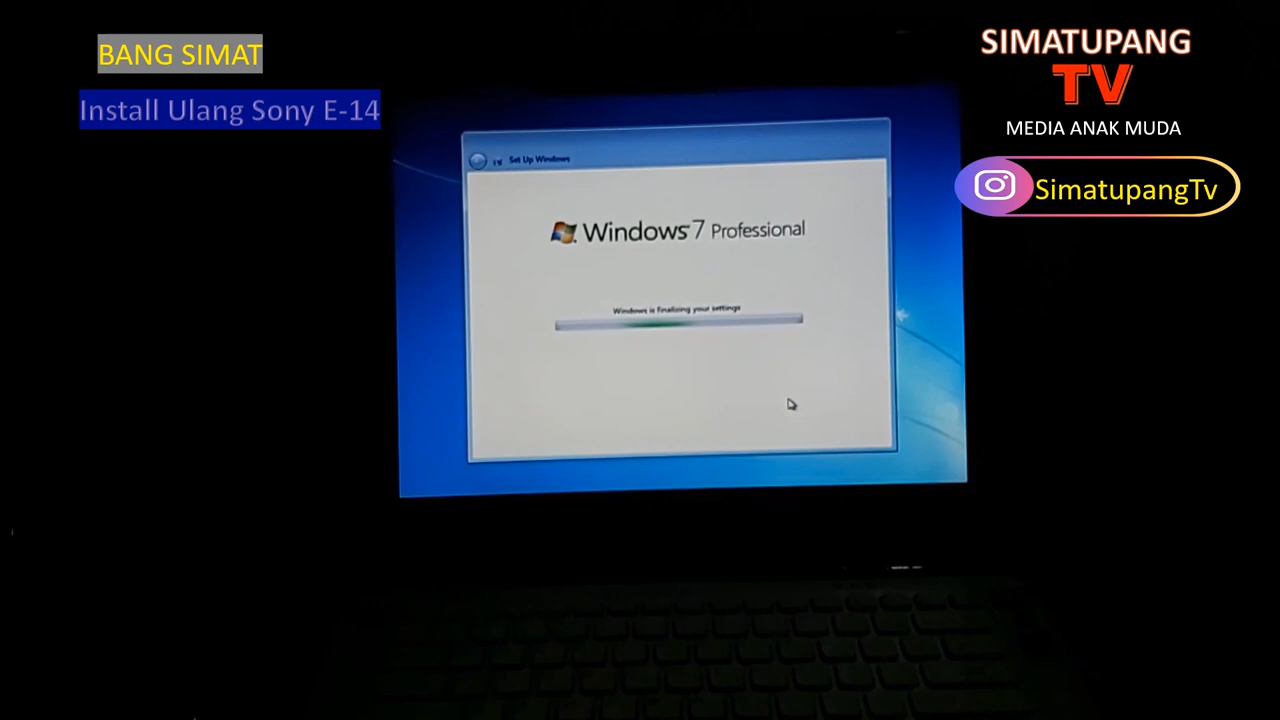 BANG SIMAT
Install Ulang Sony E-14
SIMATUPANG
TV
MEDIA ANAK MUDA
SimatupangTv
Set Up Windows
Windows 7 Professional
Windows is finalizing your settings